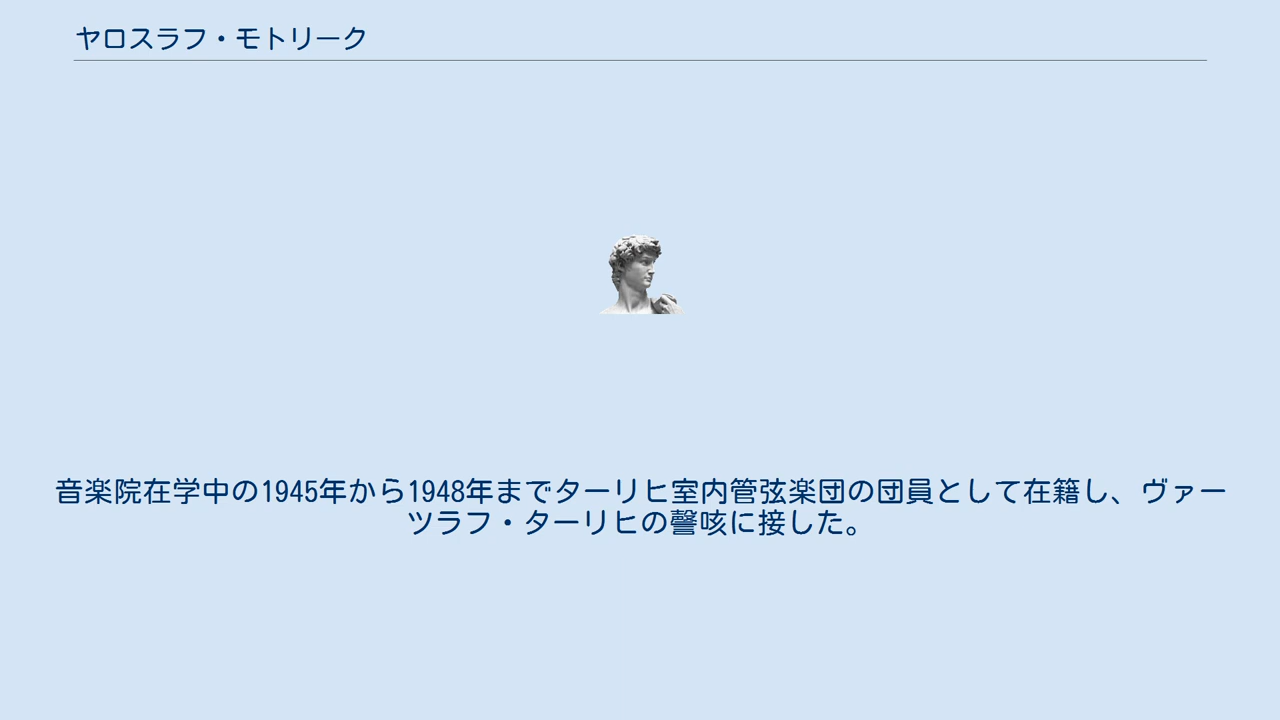 ヤロスラフ・モトリーク
音楽院在学中の1945年から1948年までターリヒ室内管弦楽団の団員として在籍し、ヴァー
ツラフ・ターリヒの謦咳に接した。